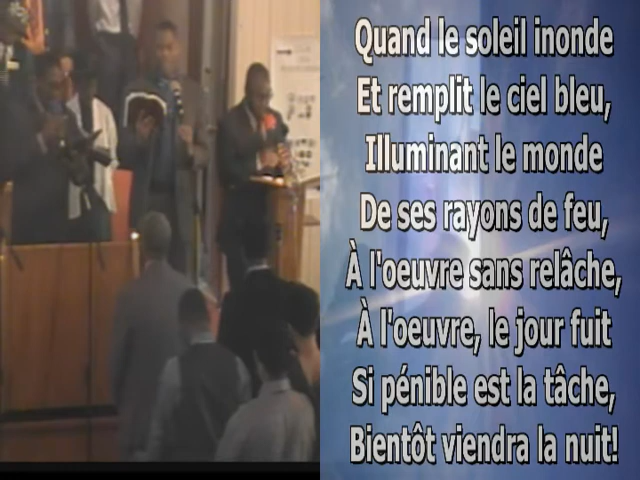 Quand le soleil inonde
Et remplit le ciel bleu,
Illuminant le monde
De ses rayons de feu,
À l'oeuvre sans relâche,
À l'oeuvre, le jour fuit
Si pénible est la tâche,
Bientôt viendra la nuit!